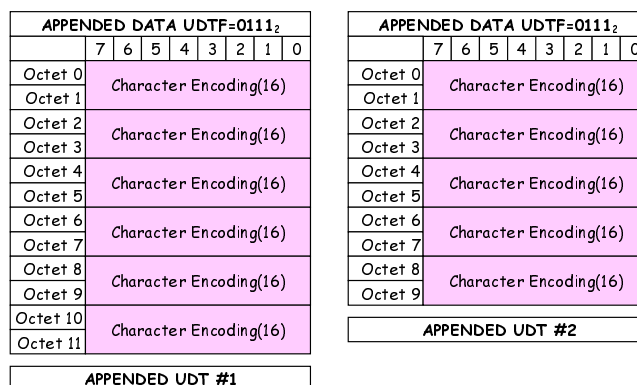 APPENDED DATA UDTF=0111₂
7 6 5 4 3 2 1 0
Octet 0
Octet 1
Character Encoding(16)
Octet 2
Octet 3
Character Encoding(16)
Octet 4
Octet 5
Character Encoding(16)
Octet 6
Octet 7
Character Encoding(16)
Octet 8
Octet 9
Character Encoding(16)
Octet 10
Octet 11
Character Encoding(16)
APPENDED UDT #1
APPENDED DATA UDTF=0111₂
7 6 5 4 3 2 1 0
Octet 0
Octet 1
Character Encoding(16)
Octet 2
Octet 3
Character Encoding(16)
Octet 4
Octet 5
Character Encoding(16)
Octet 6
Octet 7
Character Encoding(16)
Octet 8
Octet 9
Character Encoding(16)
APPENDED UDT #2